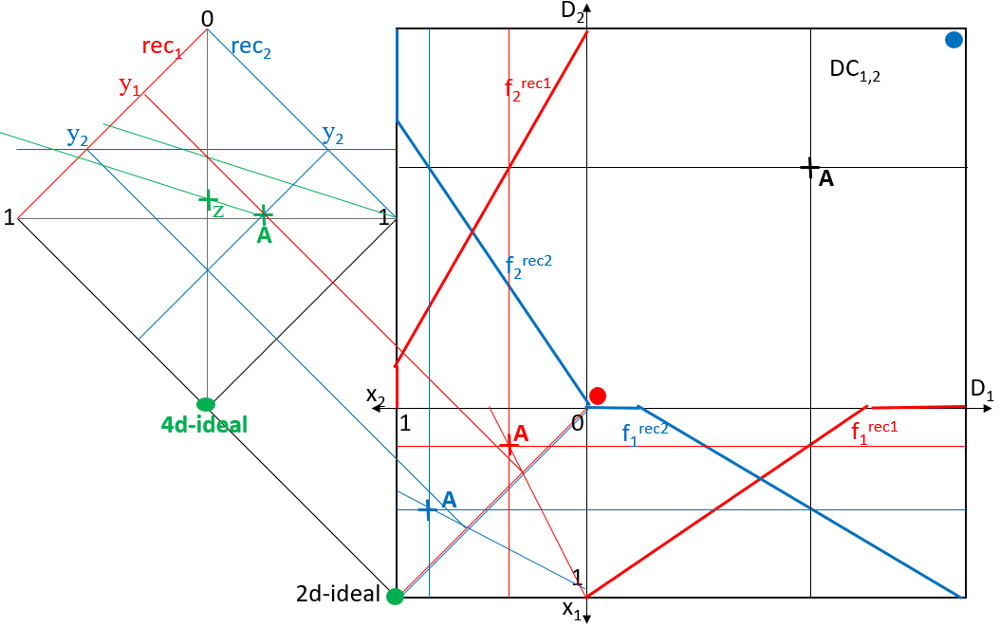 D₂
0
rec₁
rec₂
f₂ʳᵉᶜ¹
DC₁,₂
y₁
y₂
y₂
A
z
1
1
A
f₂ʳᵉᶜ²
x₂
D₁
1
0
4d-ideal
A
f₁ʳᵉᶜ²
f₁ʳᵉᶜ¹
A
1
2d-ideal
x₁